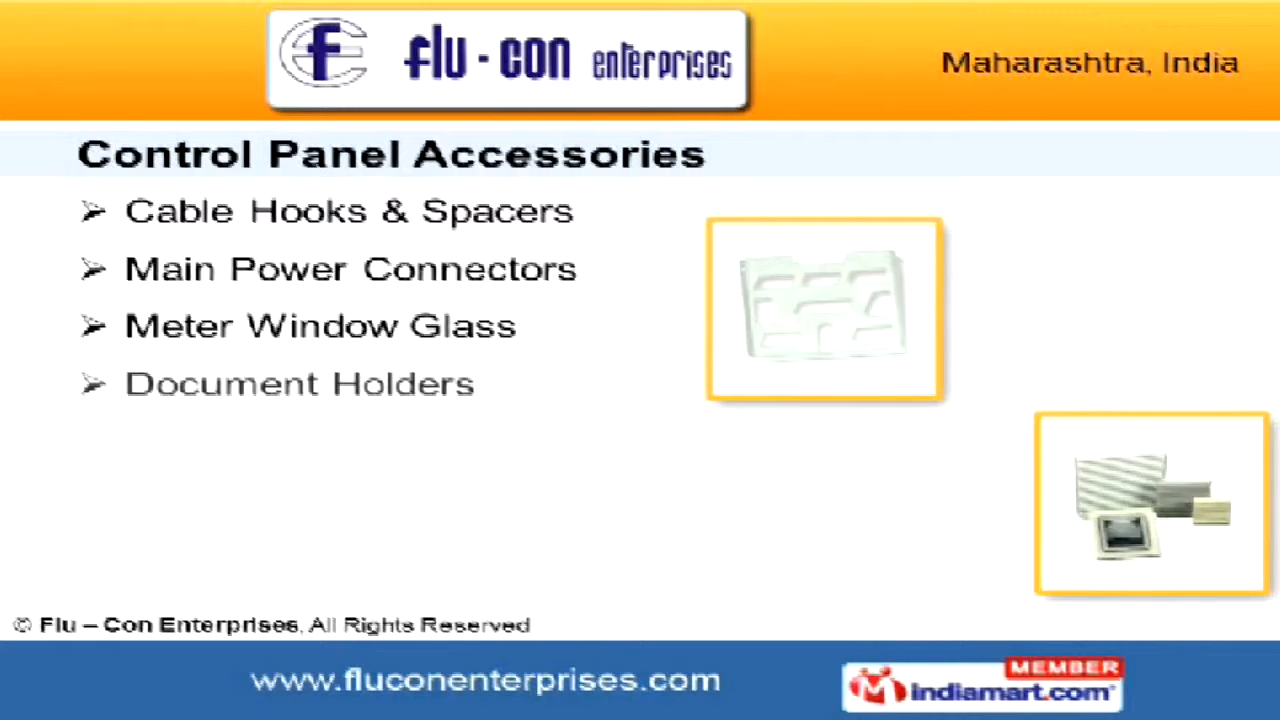 flu - con enterprises
Maharashtra, India
Control Panel Accessories
➢ Cable Hooks & Spacers
➢ Main Power Connectors
➢ Meter Window Glass
➢ Document Holders
© Flu – Con Enterprises, All Rights Reserved
www.fluconenterprises.com
MEMBER
indiamart.com